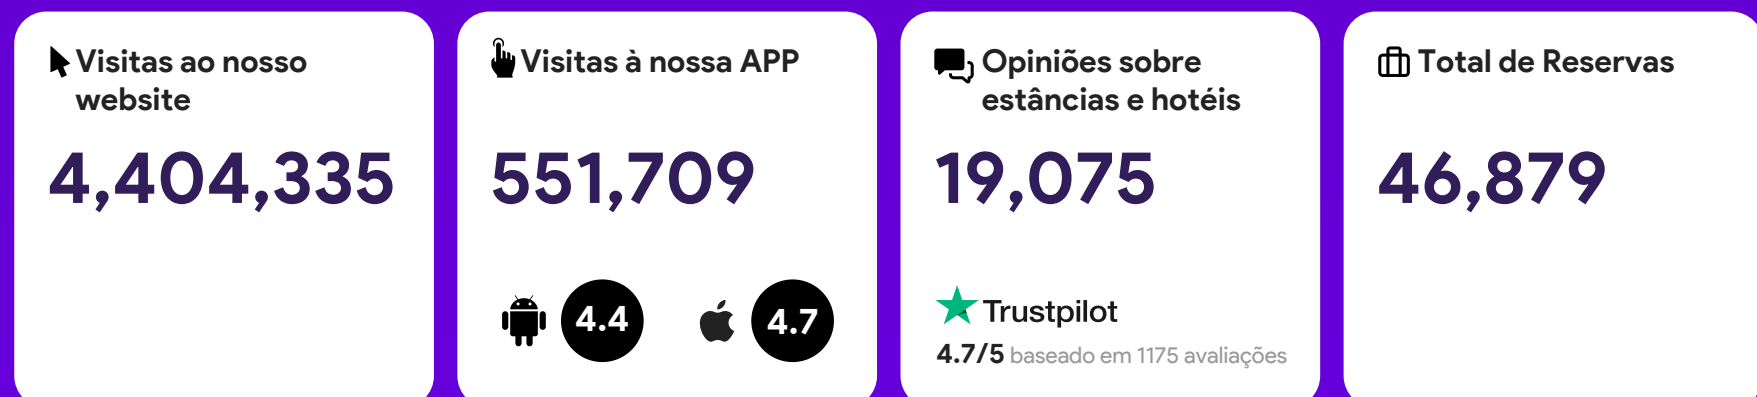 Visitas ao nosso
website
4,404,335
Visitas à nossa APP
551,709
4.4
4.7
Opiniões sobre
estâncias e hotéis
19,075
Trustpilot
4.7/5 baseado em 1175 avaliações
Total de Reservas
46,879